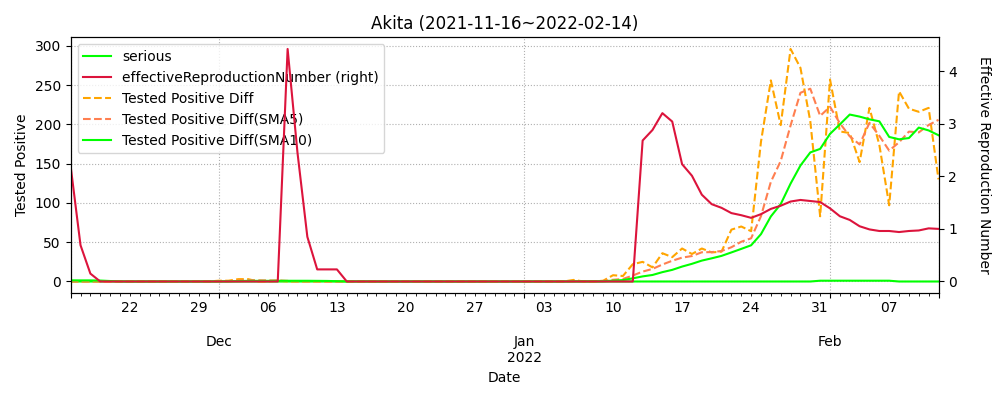 Akita (2021-11-16~2022-02-14)
serious
effectiveReproductionNumber (right)
Tested Positive Diff
Tested Positive Diff(SMA5)
Tested Positive Diff(SMA10)
Tested Positive
300
250
200
150
100
50
0
4
3
2
1
0
Effective Reproduction Number
22 29 06 13 20 27 03 10 17 24 31 07
Dec Jan Feb
2022
Date